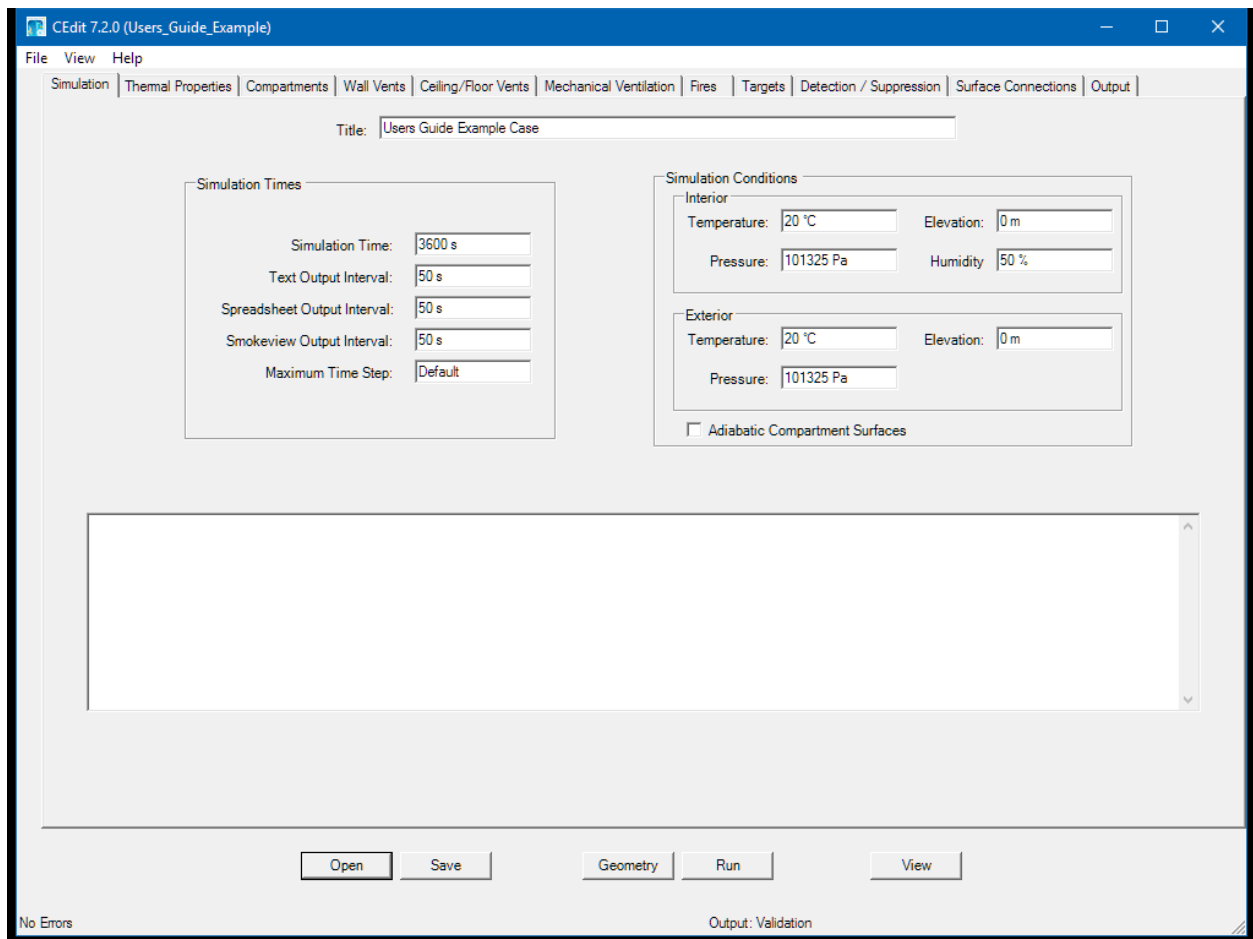 CEdit 7.2.0 (Users_Guide_Example)
File View Help
Simulation Thermal Properties Compartments Wall Vents Ceiling/Floor Vents Mechanical Ventilation Fires Targets Detection / Suppression Surface Connections Output
Title: Users Guide Example Case
Simulation Times
Simulation Time: 3600 s
Text Output Interval: 50 s
Spreadsheet Output Interval: 50 s
Smokeview Output Interval: 50 s
Maximum Time Step: Default
Simulation Conditions
Interior
Temperature: 20 °C Elevation: 0 m
Pressure: 101325 Pa Humidity 50 %
Exterior
Temperature: 20 °C Elevation: 0 m
Pressure: 101325 Pa
Adiabatic Compartment Surfaces
Open Save Geometry Run View
No Errors Output: Validation